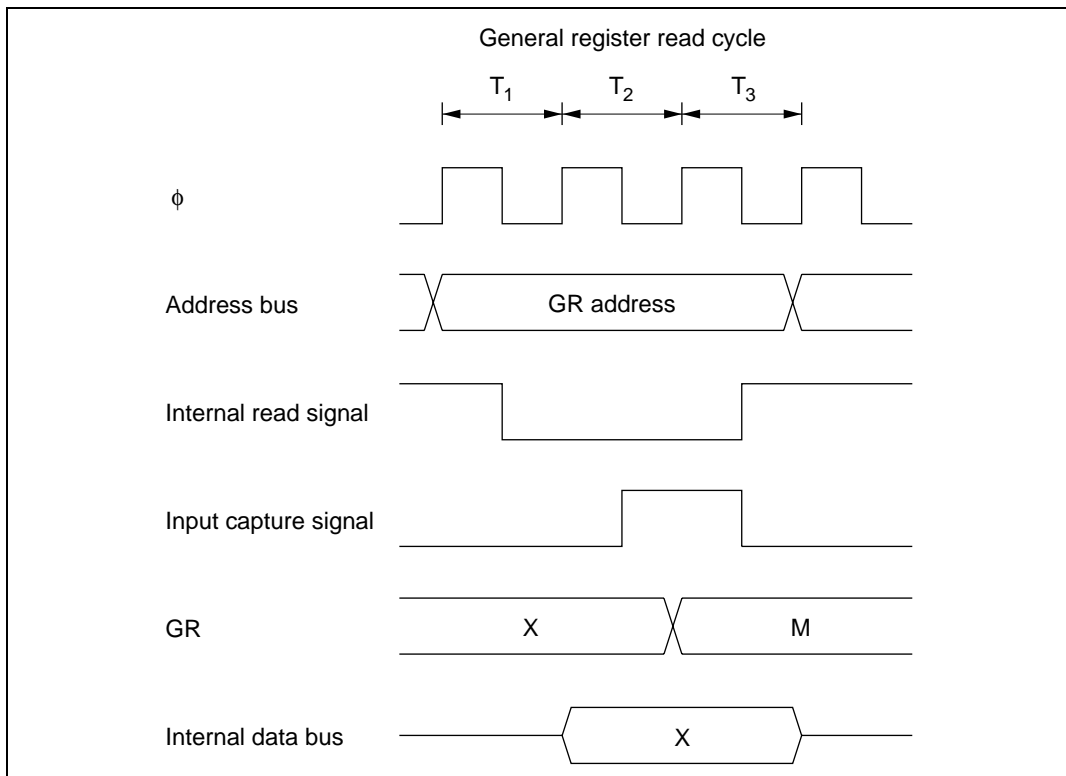 General register read cycle
T1 T2 T3
ϕ
Address bus GR address
Internal read signal
Input capture signal
GR X M
Internal data bus X